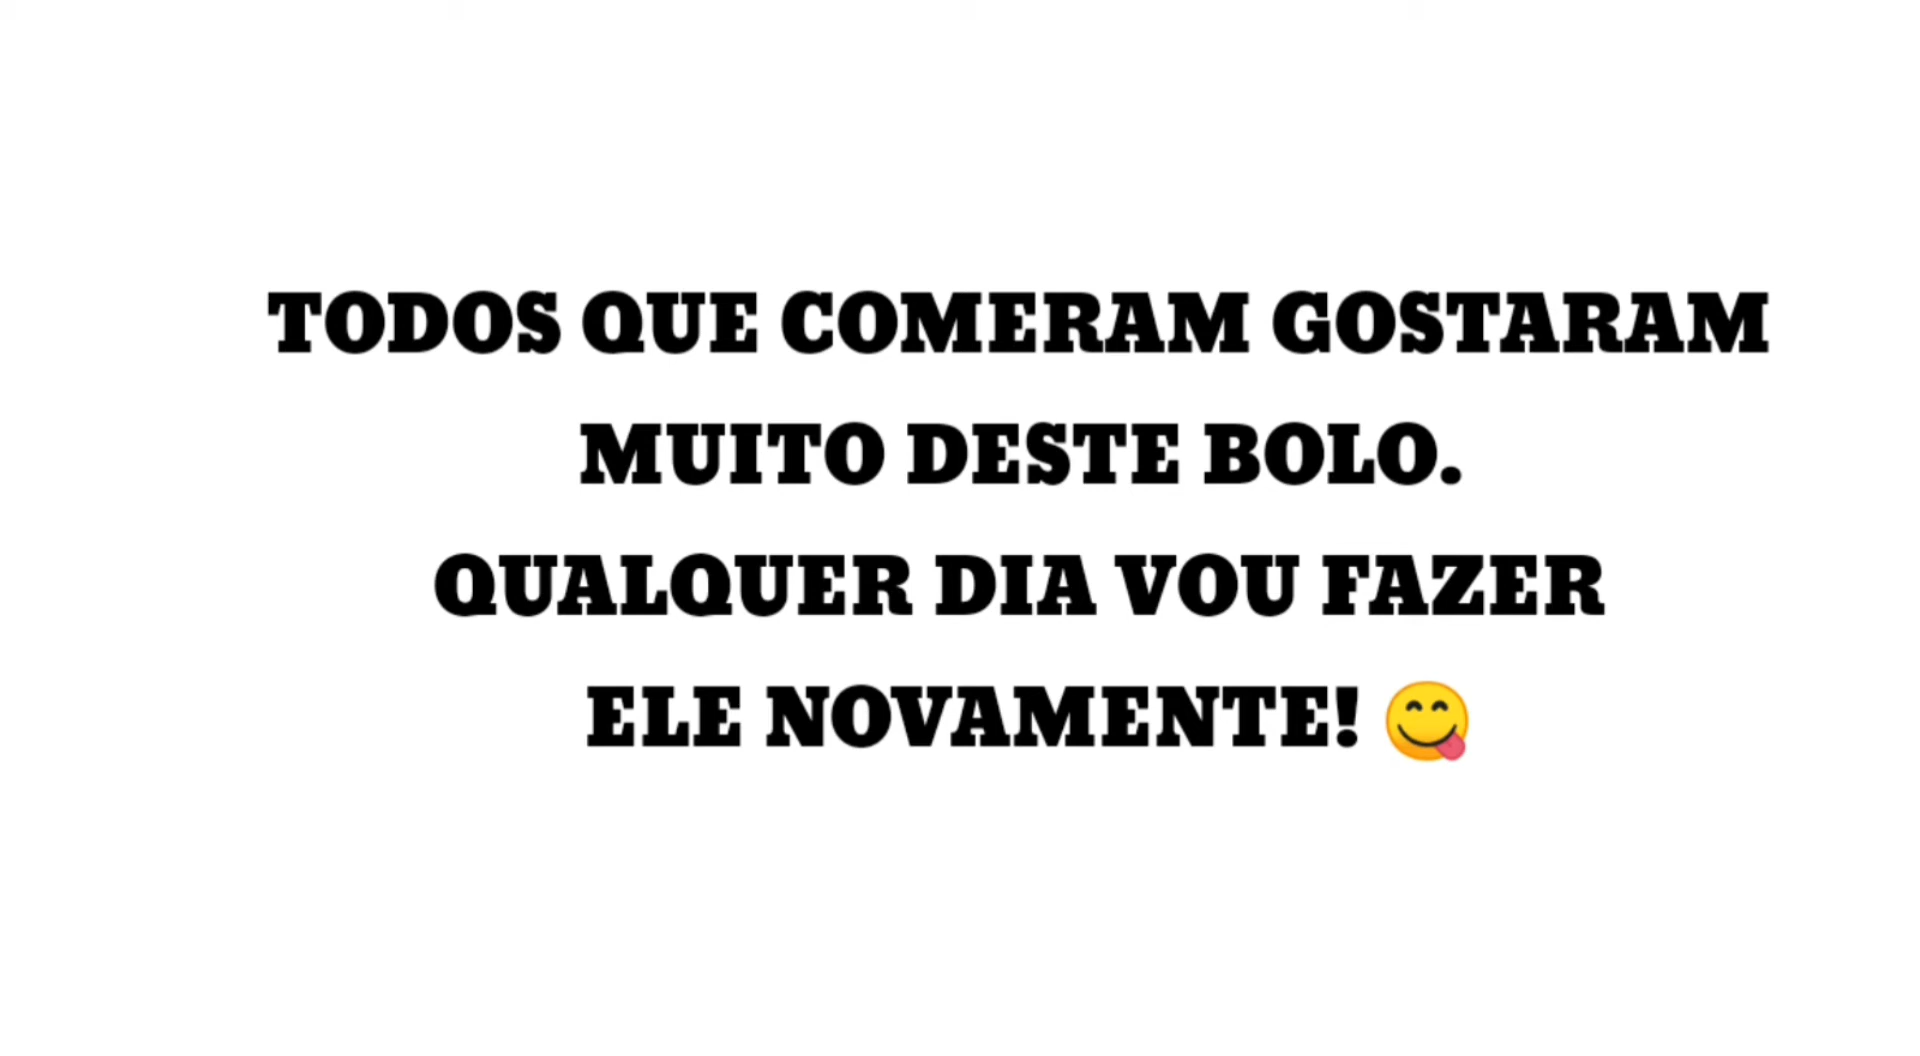 TODOS QUE COMERAM GOSTARAM
MUITO DESTE BOLO.
QUALQUER DIA VOU FAZER
ELE NOVAMENTE! 😋